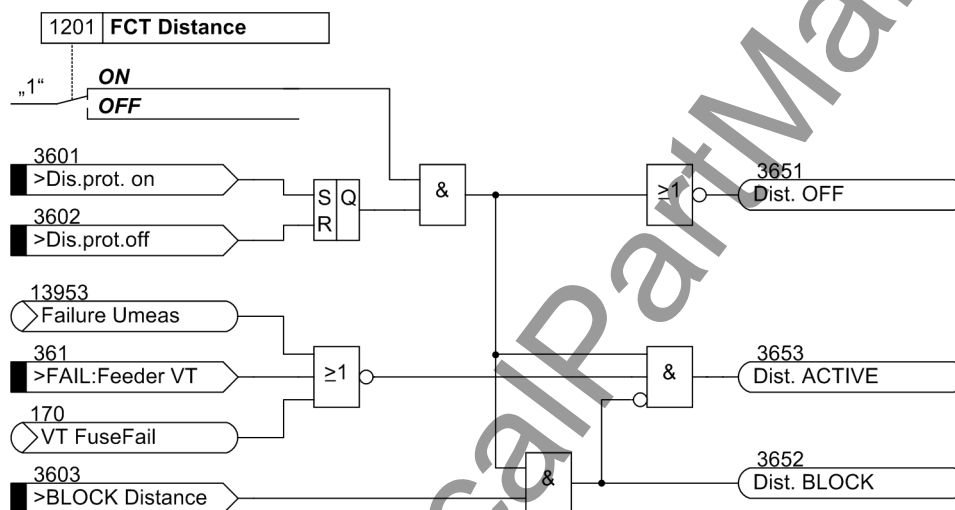 1201 FCT Distance
„1“
ON
OFF
3601
>Dis.prot. on
3602
>Dis.prot.off
S Q
R
&
≥1
3651
Dist. OFF
13953
Failure Umeas
361
>FAIL:Feeder VT
170
VT FuseFail
≥1
&
3653
Dist. ACTIVE
3603
>BLOCK Distance
&
3652
Dist. BLOCK
calPartMa